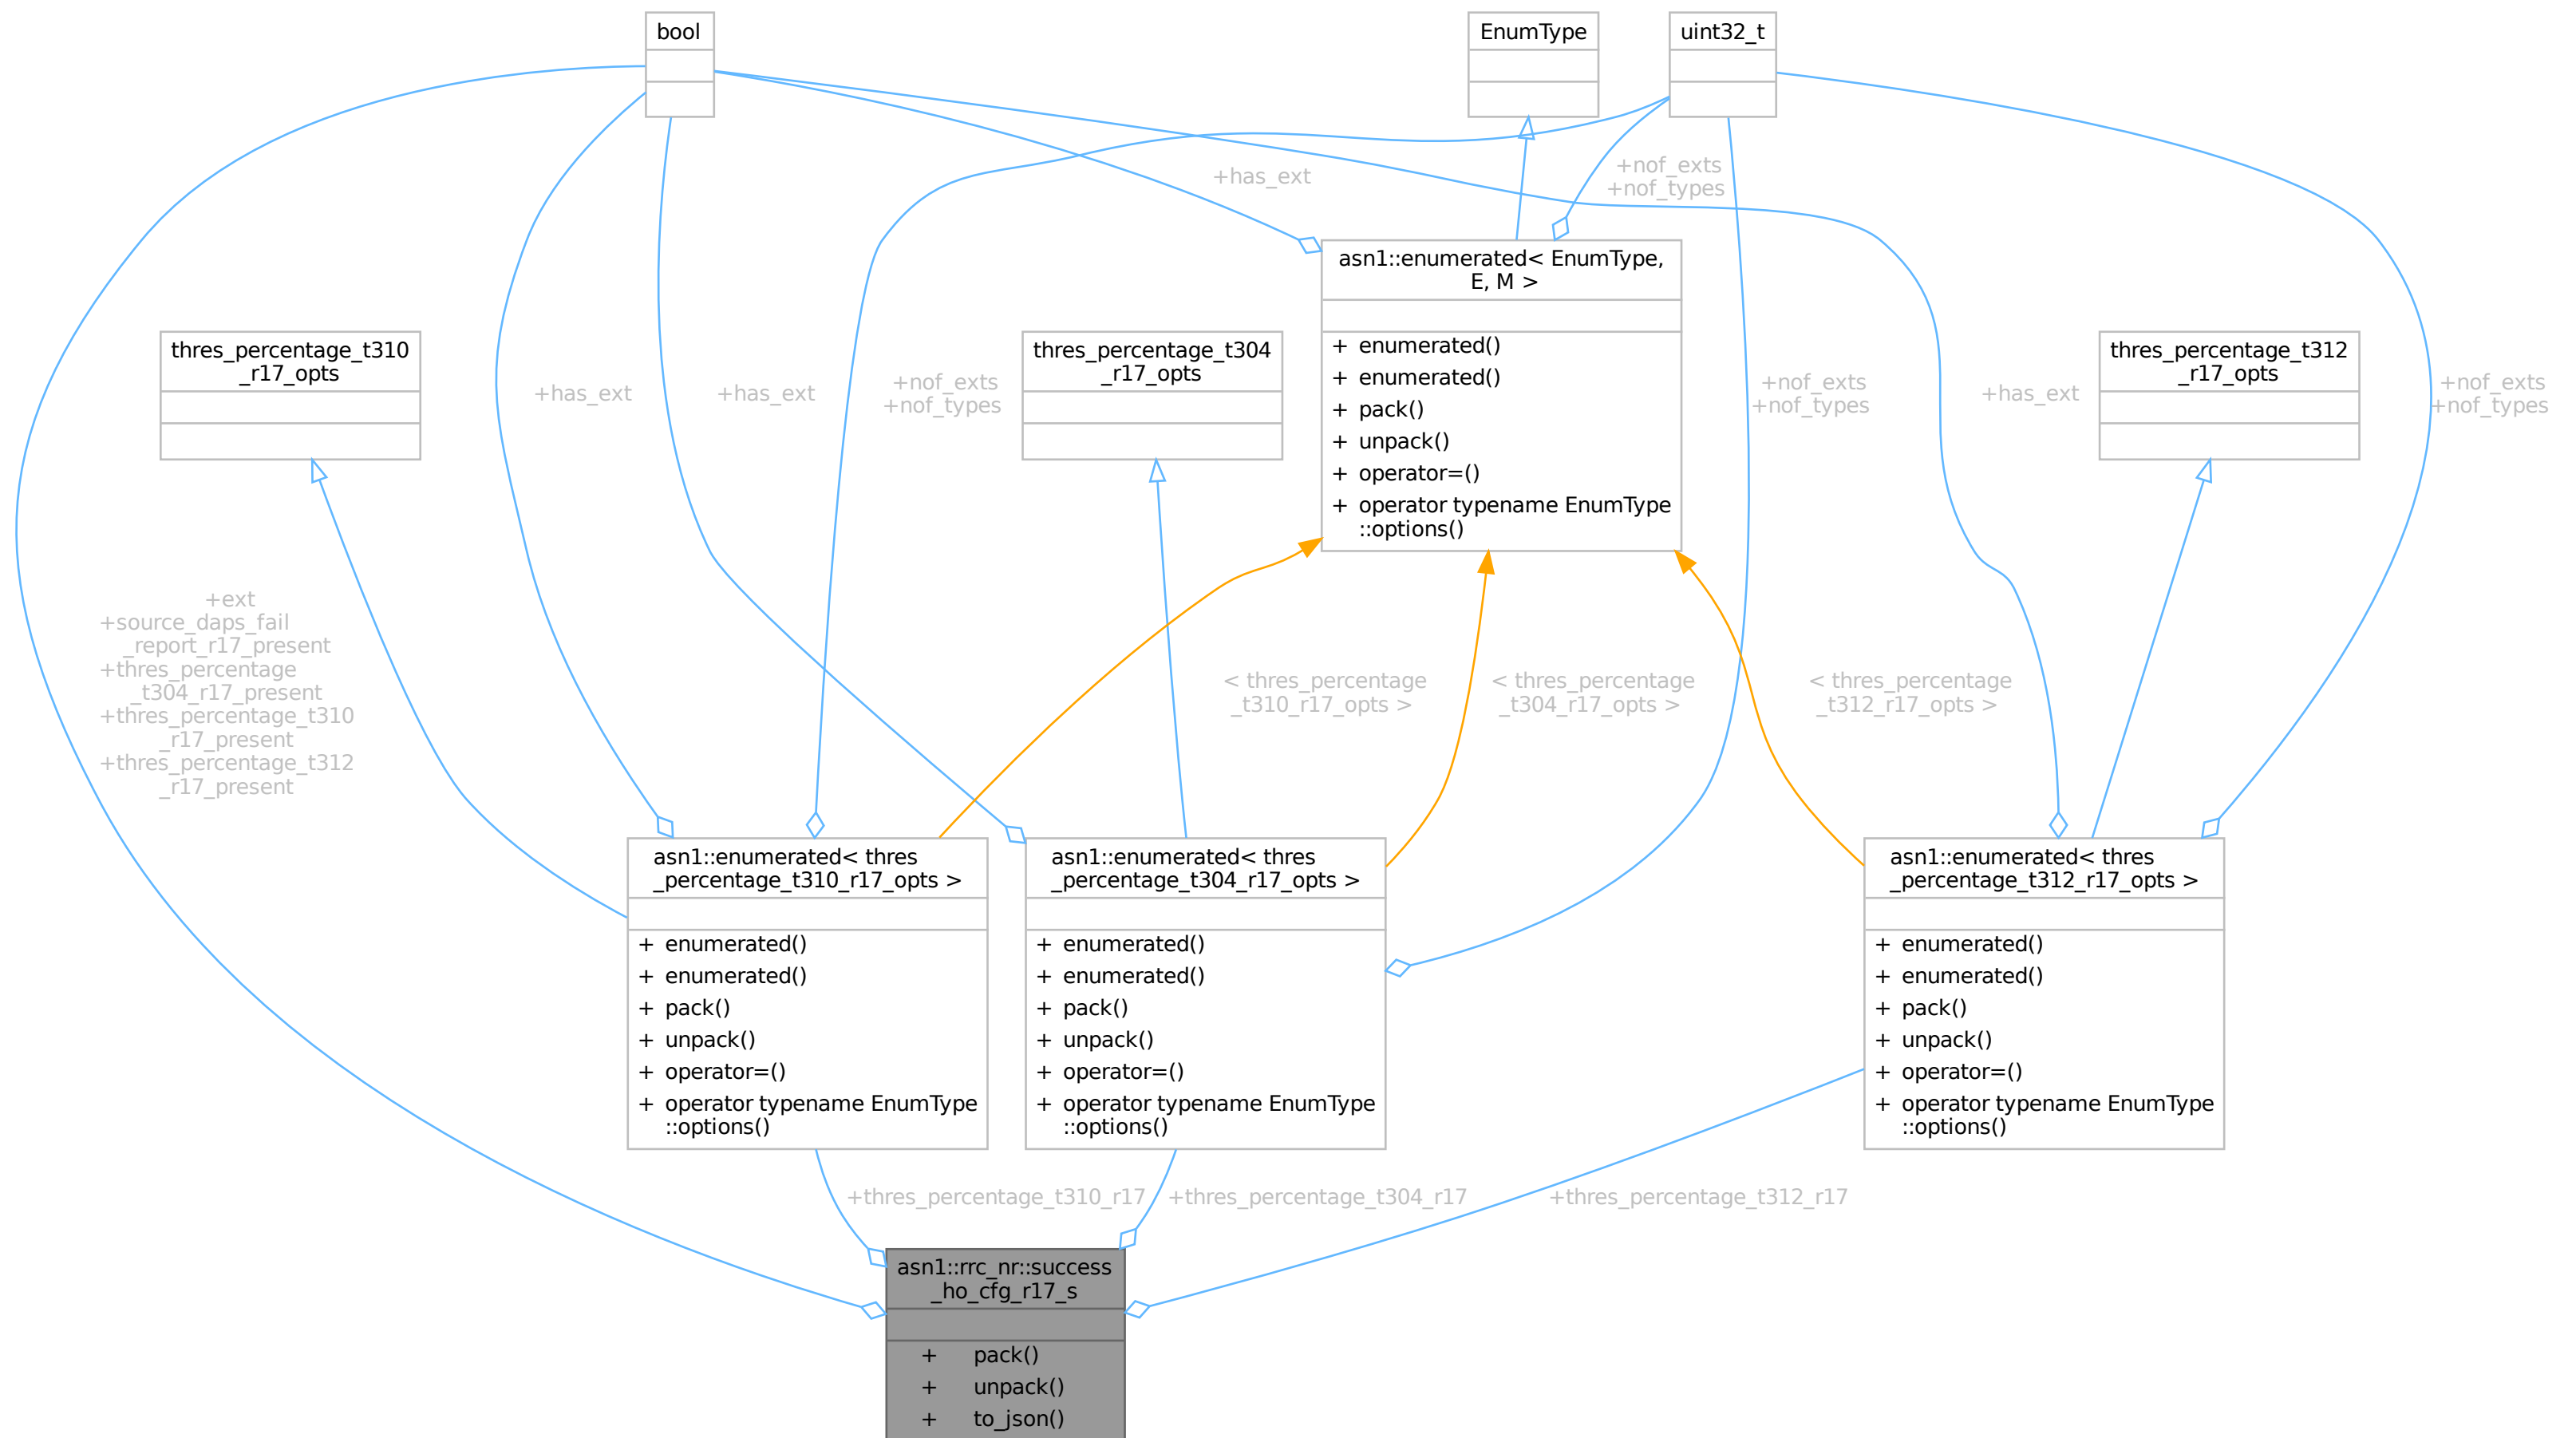 bool
EnumType
uint32_t
+has_ext
+nof_exts
+nof_types
asn1::enumerated< EnumType,
E, M >
+ enumerated()
+ enumerated()
+ pack()
+ unpack()
+ operator=()
+ operator typename EnumType
::options()
thres_percentage_t310
_r17_opts
+has_ext
+has_ext
+nof_exts
+nof_types
thres_percentage_t304
_r17_opts
+nof_exts
+nof_types
+has_ext
thres_percentage_t312
_r17_opts
+nof_exts
+nof_types
+ext
+source_daps_fail
_report_r17_present
+thres_percentage
_t304_r17_present
+thres_percentage_t310
_r17_present
+thres_percentage_t312
_r17_present
< thres_percentage
_t310_r17_opts >
< thres_percentage
_t304_r17_opts >
< thres_percentage
_t312_r17_opts >
asn1::enumerated< thres
_percentage_t310_r17_opts >
+ enumerated()
+ enumerated()
+ pack()
+ unpack()
+ operator=()
+ operator typename EnumType
::options()
asn1::enumerated< thres
_percentage_t304_r17_opts >
+ enumerated()
+ enumerated()
+ pack()
+ unpack()
+ operator=()
+ operator typename EnumType
::options()
asn1::enumerated< thres
_percentage_t312_r17_opts >
+ enumerated()
+ enumerated()
+ pack()
+ unpack()
+ operator=()
+ operator typename EnumType
::options()
+thres_percentage_t310_r17
+thres_percentage_t304_r17
+thres_percentage_t312_r17
asn1::rrc_nr::success
_ho_cfg_r17_s
+ pack()
+ unpack()
+ to_json()